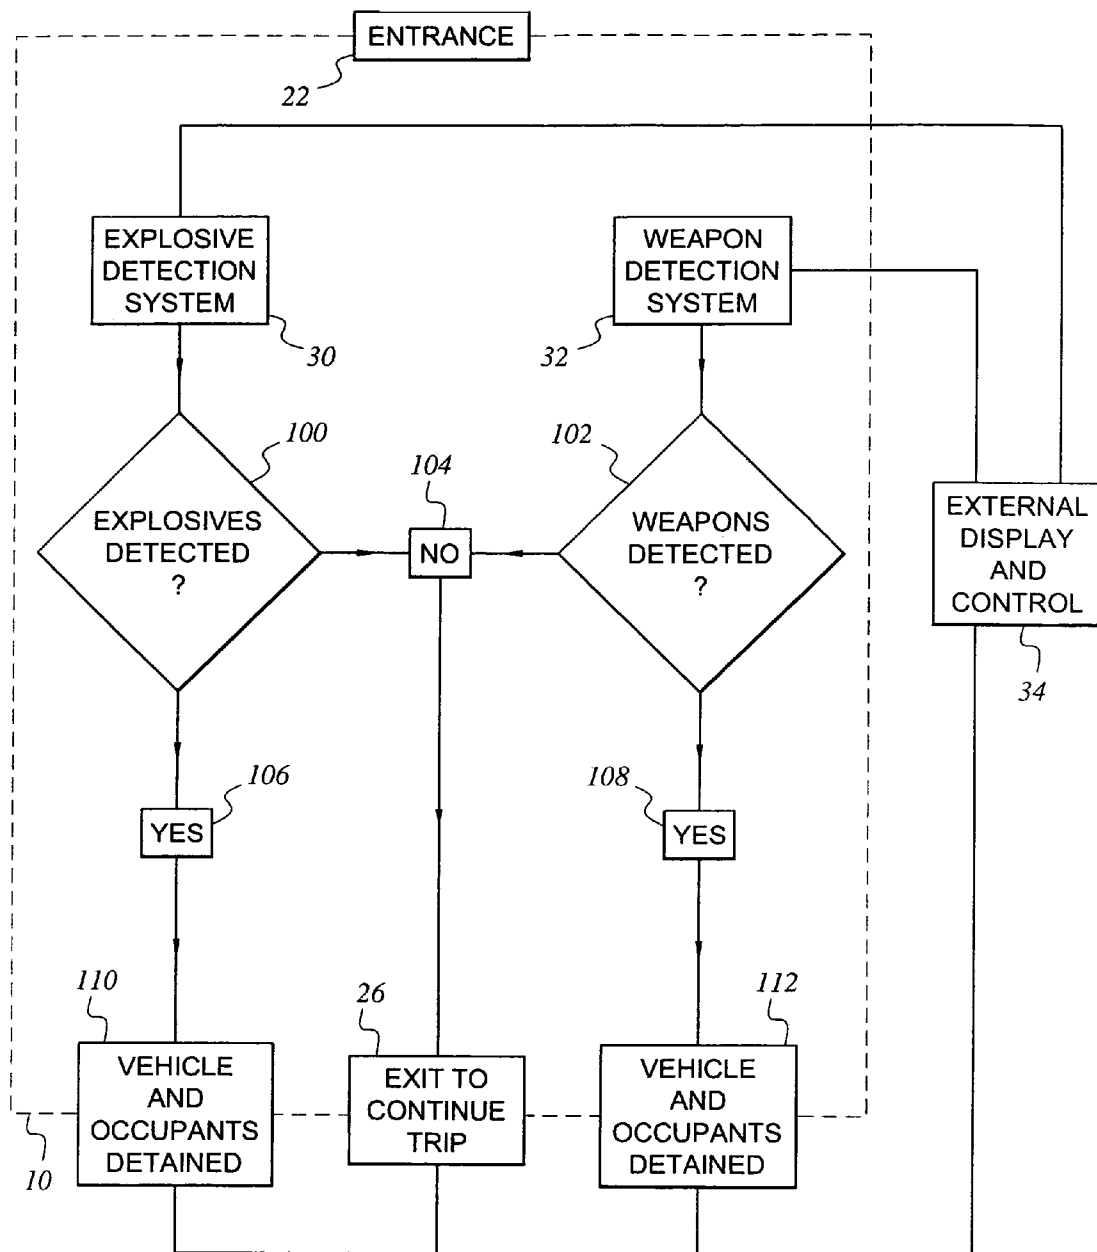 ENTRANCE
22
EXPLOSIVE
DETECTION
SYSTEM
30
WEAPON
DETECTION
SYSTEM
32
100
EXPLOSIVES
DETECTED
?
104
NO
102
WEAPONS
DETECTED
?
EXTERNAL
DISPLAY
AND
CONTROL
34
106
YES
108
YES
110
VEHICLE
AND
OCCUPANTS
DETAINED
26
EXIT TO
CONTINUE
TRIP
112
VEHICLE
AND
OCCUPANTS
DETAINED
10